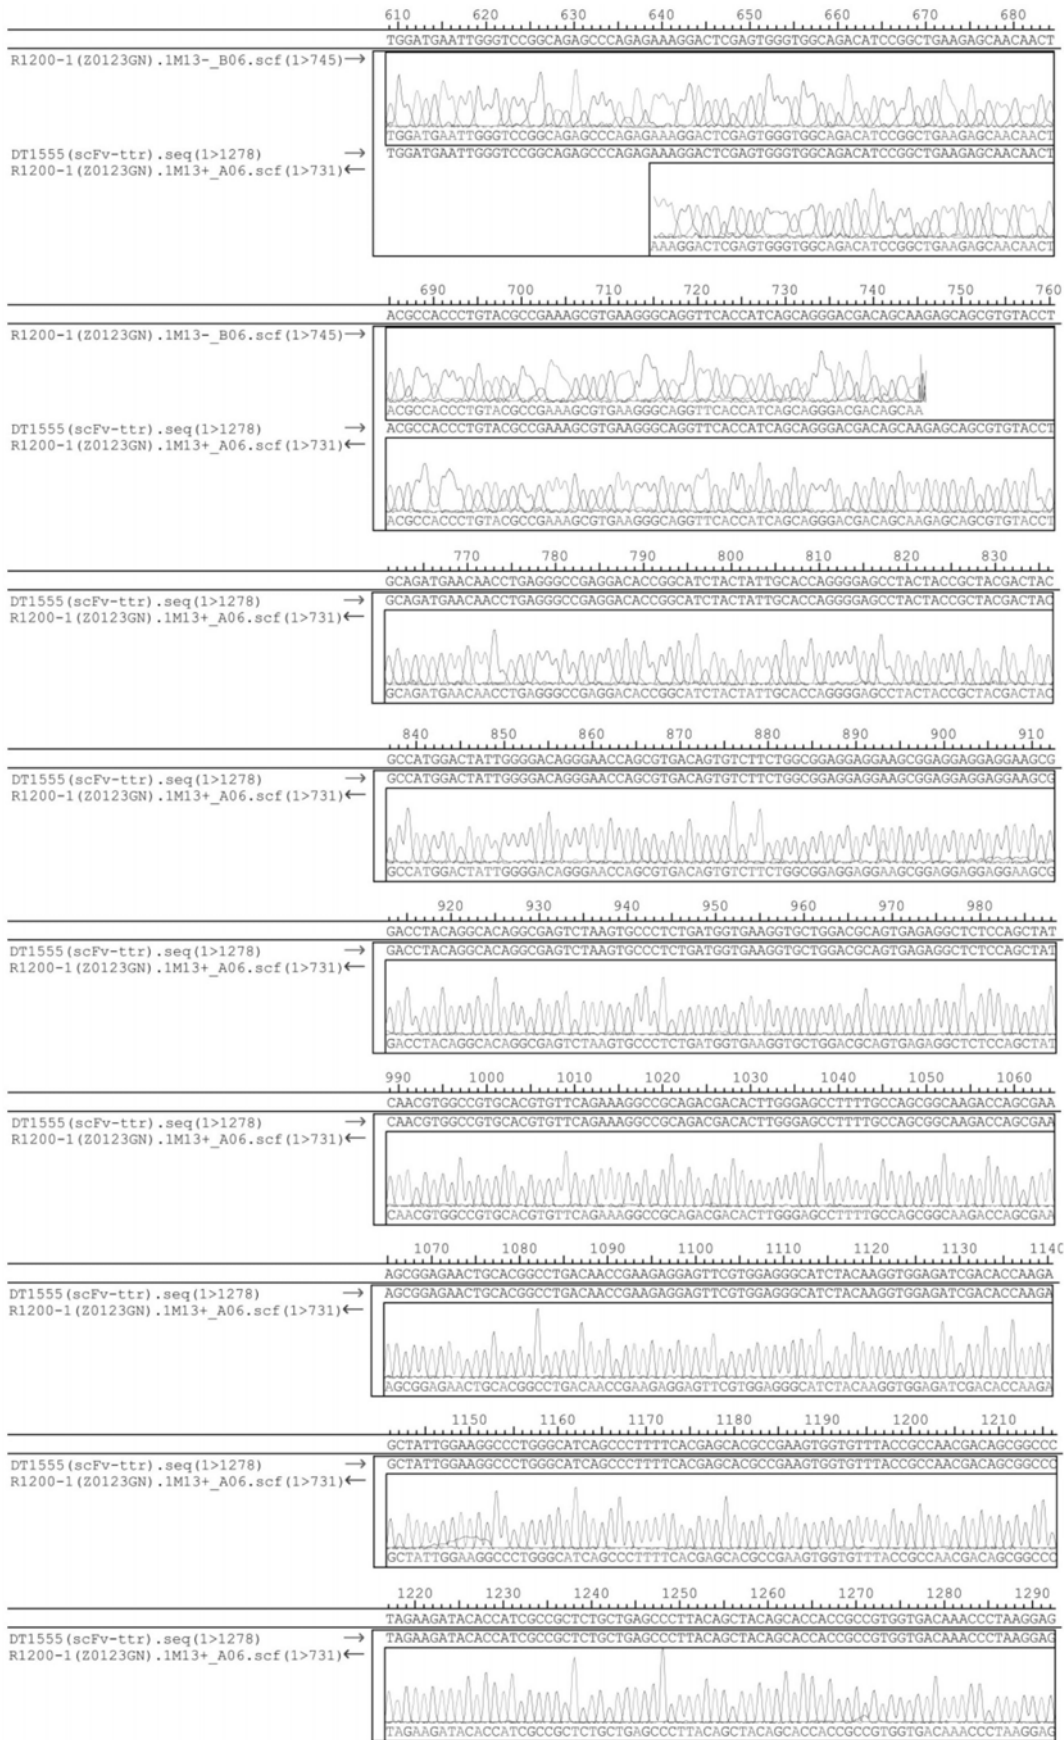 610 620 630 640 650 660 670 680
TGGATGAATTGGGTCCGGCAGAGCCCAGAGAAAGGACTCGAGTGGGTGGCAGACATCCGGCTGAAGAGCAACAACT
R1200-1(Z0123GN).1M13-_B06.scf(1>745)→
TGGATGAATTGGGTCCGGCAGAGCCCAGAGAAAGGACTCGAGTGGGTGGCAGACATCCGGCTGAAGAGCAACAACT
DT1555(scFv-ttr).seq(1>1278) → TGGATGAATTGGGTCCGGCAGAGCCCAGAGAAAGGACTCGAGTGGGTGGCAGACATCCGGCTGAAGAGCAACAACT
R1200-1(Z0123GN).1M13+_A06.scf(1>731)←
AAAGGACTCGAGTGGGTGGCAGACATCCGGCTGAAGAGCAACAACT
690 700 710 720 730 740 750 760
ACGCCACCCTGTACGCCGAAAGCGTGAAGGGCAGGTTCACCATCAGCAGGGACGACAGCAAGAGCAGCGTGTACCT
R1200-1(Z0123GN).1M13-_B06.scf(1>745)→
ACGCCACCCTGTACGCCGAAAGCGTGAAGGGCAGGTTCACCATCAGCAGGGACGACAGCAA
DT1555(scFv-ttr).seq(1>1278) → ACGCCACCCTGTACGCCGAAAGCGTGAAGGGCAGGTTCACCATCAGCAGGGACGACAGCAAGAGCAGCGTGTACCT
R1200-1(Z0123GN).1M13+_A06.scf(1>731)←
ACGCCACCCTGTACGCCGAAAGCGTGAAGGGCAGGTTCACCATCAGCAGGGACGACAGCAAGAGCAGCGTGTACCT
770 780 790 800 810 820 830
GCAGATGAACAACCTGAGGGCCGAGGACACCGGCATCTACTATTGCACCAGGGGAGCCTACTACCGCTACGACTAC
DT1555(scFv-ttr).seq(1>1278) → GCAGATGAACAACCTGAGGGCCGAGGACACCGGCATCTACTATTGCACCAGGGGAGCCTACTACCGCTACGACTAC
R1200-1(Z0123GN).1M13+_A06.scf(1>731)←
GCAGATGAACAACCTGAGGGCCGAGGACACCGGCATCTACTATTGCACCAGGGGAGCCTACTACCGCTACGACTAC
840 850 860 870 880 890 900 910
GCCATGGACTATTGGGGACAGGGAACCAGCGTGACAGTGTCTTCTGGCGGAGGAGGAAGCGGAGGAGGAGGAAGCG
DT1555(scFv-ttr).seq(1>1278) → GCCATGGACTATTGGGGACAGGGAACCAGCGTGACAGTGTCTTCTGGCGGAGGAGGAAGCGGAGGAGGAGGAAGCG
R1200-1(Z0123GN).1M13+_A06.scf(1>731)←
GCCATGGACTATTGGGGACAGGGAACCAGCGTGACAGTGTCTTCTGGCGGAGGAGGAAGCGGAGGAGGAGGAAGCG
920 930 940 950 960 970 980
GACCTACAGGCACAGGCGAGTCTAAGTGCCCTCTGATGGTGAAGGTGCTGGACGCAGTGAGAGGCTCTCCAGCTAT
DT1555(scFv-ttr).seq(1>1278) → GACCTACAGGCACAGGCGAGTCTAAGTGCCCTCTGATGGTGAAGGTGCTGGACGCAGTGAGAGGCTCTCCAGCTAT
R1200-1(Z0123GN).1M13+_A06.scf(1>731)←
GACCTACAGGCACAGGCGAGTCTAAGTGCCCTCTGATGGTGAAGGTGCTGGACGCAGTGAGAGGCTCTCCAGCTAT
990 1000 1010 1020 1030 1040 1050 1060
CAACGTGGCCGTGCACGTGTTCAGAAAGGCCGCAGACGACACTTGGGAGCCTTTTGCCAGCGGCAAGACCAGCGAA
DT1555(scFv-ttr).seq(1>1278) → CAACGTGGCCGTGCACGTGTTCAGAAAGGCCGCAGACGACACTTGGGAGCCTTTTGCCAGCGGCAAGACCAGCGAA
R1200-1(Z0123GN).1M13+_A06.scf(1>731)←
CAACGTGGCCGTGCACGTGTTCAGAAAGGCCGCAGACGACACTTGGGAGCCTTTTGCCAGCGGCAAGACCAGCGAA
1070 1080 1090 1100 1110 1120 1130 1140
AGCGGAGAACTGCACGGCCTGACAACCGAAGAGGAGTTCGTGGAGGGCATCTACAAGGTGGAGATCGACACCAAGA
DT1555(scFv-ttr).seq(1>1278) → AGCGGAGAACTGCACGGCCTGACAACCGAAGAGGAGTTCGTGGAGGGCATCTACAAGGTGGAGATCGACACCAAGA
R1200-1(Z0123GN).1M13+_A06.scf(1>731)←
AGCGGAGAACTGCACGGCCTGACAACCGAAGAGGAGTTCGTGGAGGGCATCTACAAGGTGGAGATCGACACCAAGA
1150 1160 1170 1180 1190 1200 1210
GCTATTGGAAGGCCCTGGGCATCAGCCCTTTTCACGAGCACGCCGAAGTGGTGTTTACCGCCAACGACAGCGGCCC
DT1555(scFv-ttr).seq(1>1278) → GCTATTGGAAGGCCCTGGGCATCAGCCCTTTTCACGAGCACGCCGAAGTGGTGTTTACCGCCAACGACAGCGGCCC
R1200-1(Z0123GN).1M13+_A06.scf(1>731)←
GCTATTGGAAGGCCCTGGGCATCAGCCCTTTTCACGAGCACGCCGAAGTGGTGTTTACCGCCAACGACAGCGGCCC
1220 1230 1240 1250 1260 1270 1280 1290
TAGAAGATACACCATCGCCGCTCTGCTGAGCCCTTACAGCTACAGCACCACCGCCGTGGTGACAAACCCTAAGGAG
DT1555(scFv-ttr).seq(1>1278) → TAGAAGATACACCATCGCCGCTCTGCTGAGCCCTTACAGCTACAGCACCACCGCCGTGGTGACAAACCCTAAGGAG
R1200-1(Z0123GN).1M13+_A06.scf(1>731)←
TAGAAGATACACCATCGCCGCTCTGCTGAGCCCTTACAGCTACAGCACCACCGCCGTGGTGACAAACCCTAAGGAG